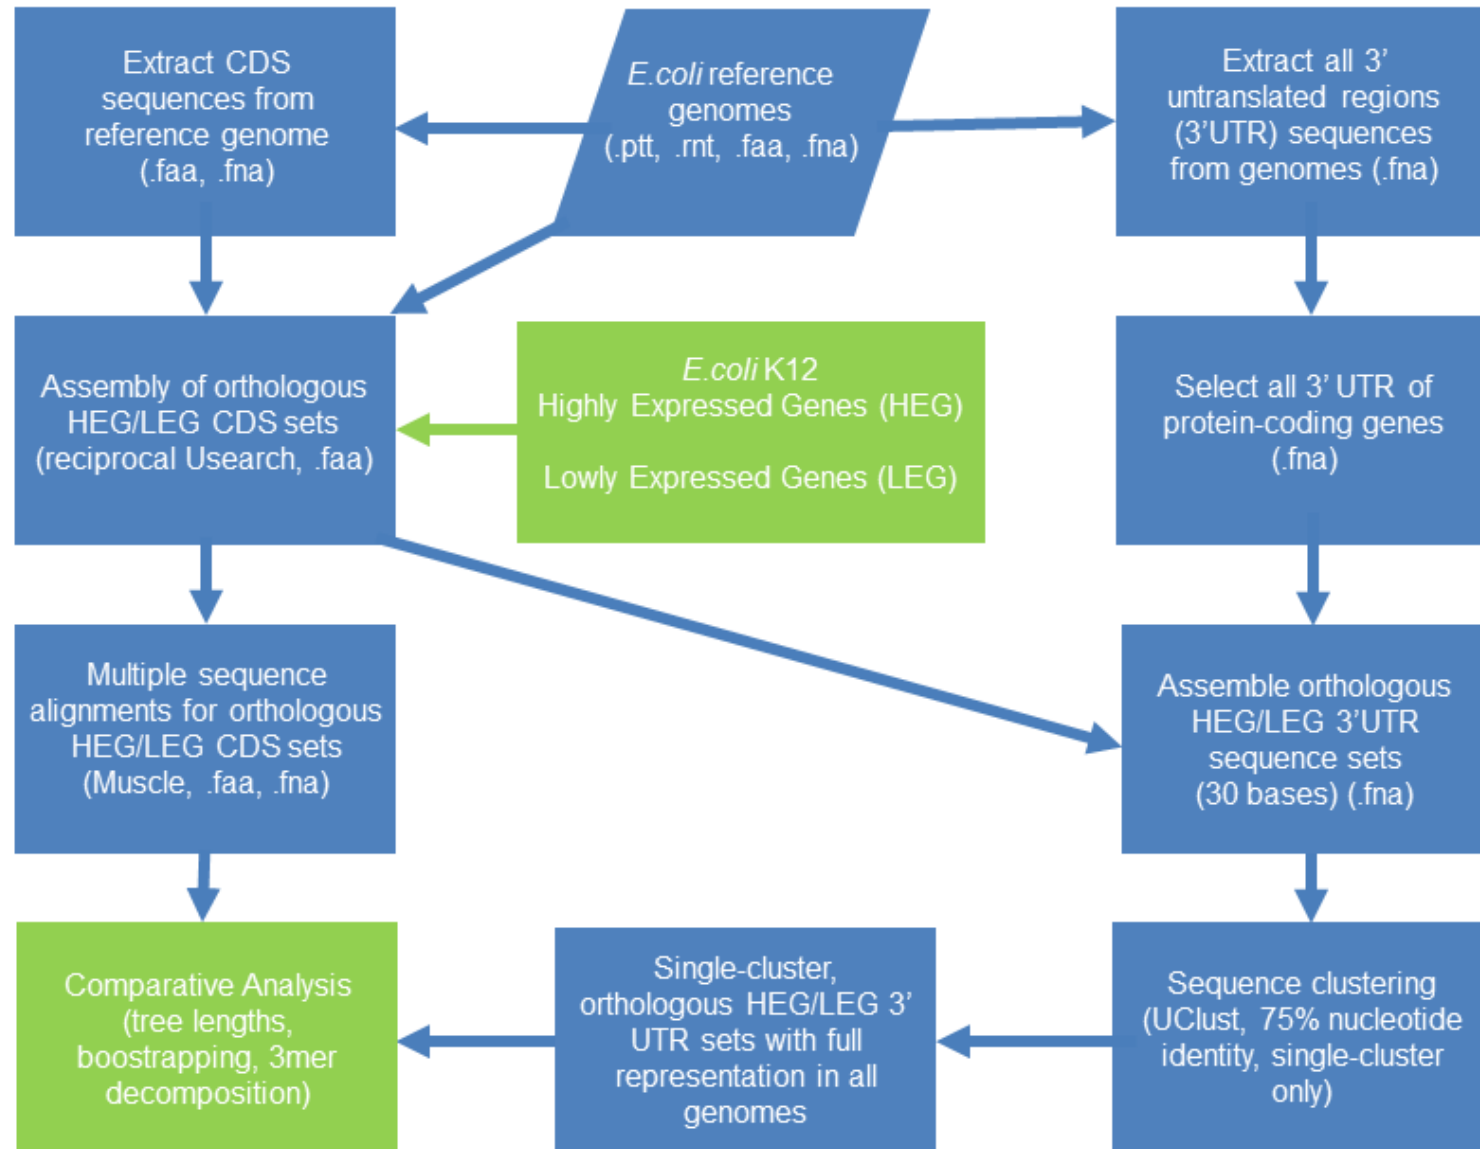 Extract CDS
sequences from
reference genome
(.faa, .fna)
E.coli reference
genomes
(.ptt, .rnt, .faa, .fna)
Extract all 3’
untranslated regions
(3’UTR) sequences
from genomes (.fna)
Assembly of orthologous
HEG/LEG CDS sets
(reciprocal Usearch, .faa)
E.coli K12
Highly Expressed Genes (HEG)
Lowly Expressed Genes (LEG)
Select all 3’ UTR of
protein-coding genes
(.fna)
Multiple sequence
alignments for orthologous
HEG/LEG CDS sets
(Muscle, .faa, .fna)
Assemble orthologous
HEG/LEG 3’UTR
sequence sets
(30 bases) (.fna)
Comparative Analysis
(tree lengths,
boostrapping, 3mer
decomposition)
Single-cluster,
orthologous HEG/LEG 3’
UTR sets with full
representation in all
genomes
Sequence clustering
(UClust, 75% nucleotide
identity, single-cluster
only)